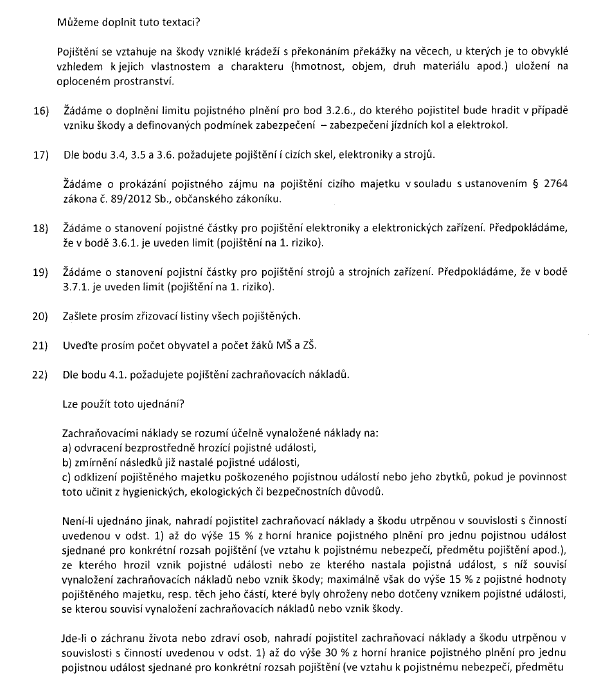 Můžeme doplnit tuto textaci?
Pojištění se vztahuje na škody vzniklé krádeží s překonáním překážky na věcech, u kterých je to obvyklé
vzhledem k jejich vlastnostem a charakteru (hmotnost, objem, druh materiálu apod.) uložení na
oploceném prostranství.
16) Žádáme o doplnění limitu pojistného plnění pro bod 3.2.6., do kterého pojistitel bude hradit v případě
vzniku škody a definovaných podmínek zabezpečení – zabezpečení jízdních kol a elektrokol.
17) Dle bodu 3.4, 3.5 a 3.6. požadujete pojištění í cizích skel, elektroniky a strojů.
Žádáme o prokázání pojistného zájmu na pojištění cizího majetku v souladu s ustanovením § 2764
zákona č. 89/2012 Sb., občanského zákoníku.
18) Žádáme o stanovení pojistné částky pro pojištění elektroniky a elektronických zařízení. Předpokládáme,
že v bodě 3.6.1. je uveden limit (pojištění na 1. riziko).
19) Žádáme o stanovení pojistní částky pro pojištění strojů a strojních zařízení. Předpokládáme, že v bodě
3.7.1. je uveden limit (pojištění na 1. riziko).
20) Zašlete prosím zřizovací listiny všech pojištěných.
21) Uveďte prosím počet obyvatel a počet žáků MŠ a ZŠ.
22) Dle bodu 4.1. požadujete pojištění zachraňovacích nákladů.
Lze použít toto ujednání?
Zachraňovacími náklady se rozumí účelně vynaložené náklady na:
a) odvracení bezprostředně hrozící pojistné události,
b) zmírnění následků již nastalé pojistné události,
c) odklizení pojištěného majetku poškozeného pojistnou událostí nebo jeho zbytků, pokud je povinnost
toto učinit z hygienických, ekologických či bezpečnostních důvodů.
Není-li ujednáno jinak, nahradí pojistitel zachraňovací náklady a škodu utrpěnou v souvislosti s činností
uvedenou v odst. 1) až do výše 15 % z horní hranice pojistného plnění pro jednu pojistnou událost
sjednané pro konkrétní rozsah pojištění (ve vztahu k pojistnému nebezpečí, předmětu pojištění apod.),
ze kterého hrozil vznik pojistné události nebo ze kterého nastala pojistná událost, s níž souvisí
vynaložení zachraňovacích nákladů nebo vznik škody; maximálně však do výše 15 % z pojistné hodnoty
pojištěného majetku, resp. těch jeho částí, které byly ohroženy nebo dotčeny vznikem pojistné události,
se kterou souvisí vynaložení zachraňovacích nákladů nebo vznik škody.
Jde-li o záchranu života nebo zdraví osob, nahradí pojistitel zachraňovací náklady a škodu utrpěnou v
souvislosti s činností uvedenou v odst. 1) až do výše 30 % z horní hranice pojistného plnění pro jednu
pojistnou událost sjednané pro konkrétní rozsah pojištění (ve vztahu k pojistnému nebezpečí, předmětu